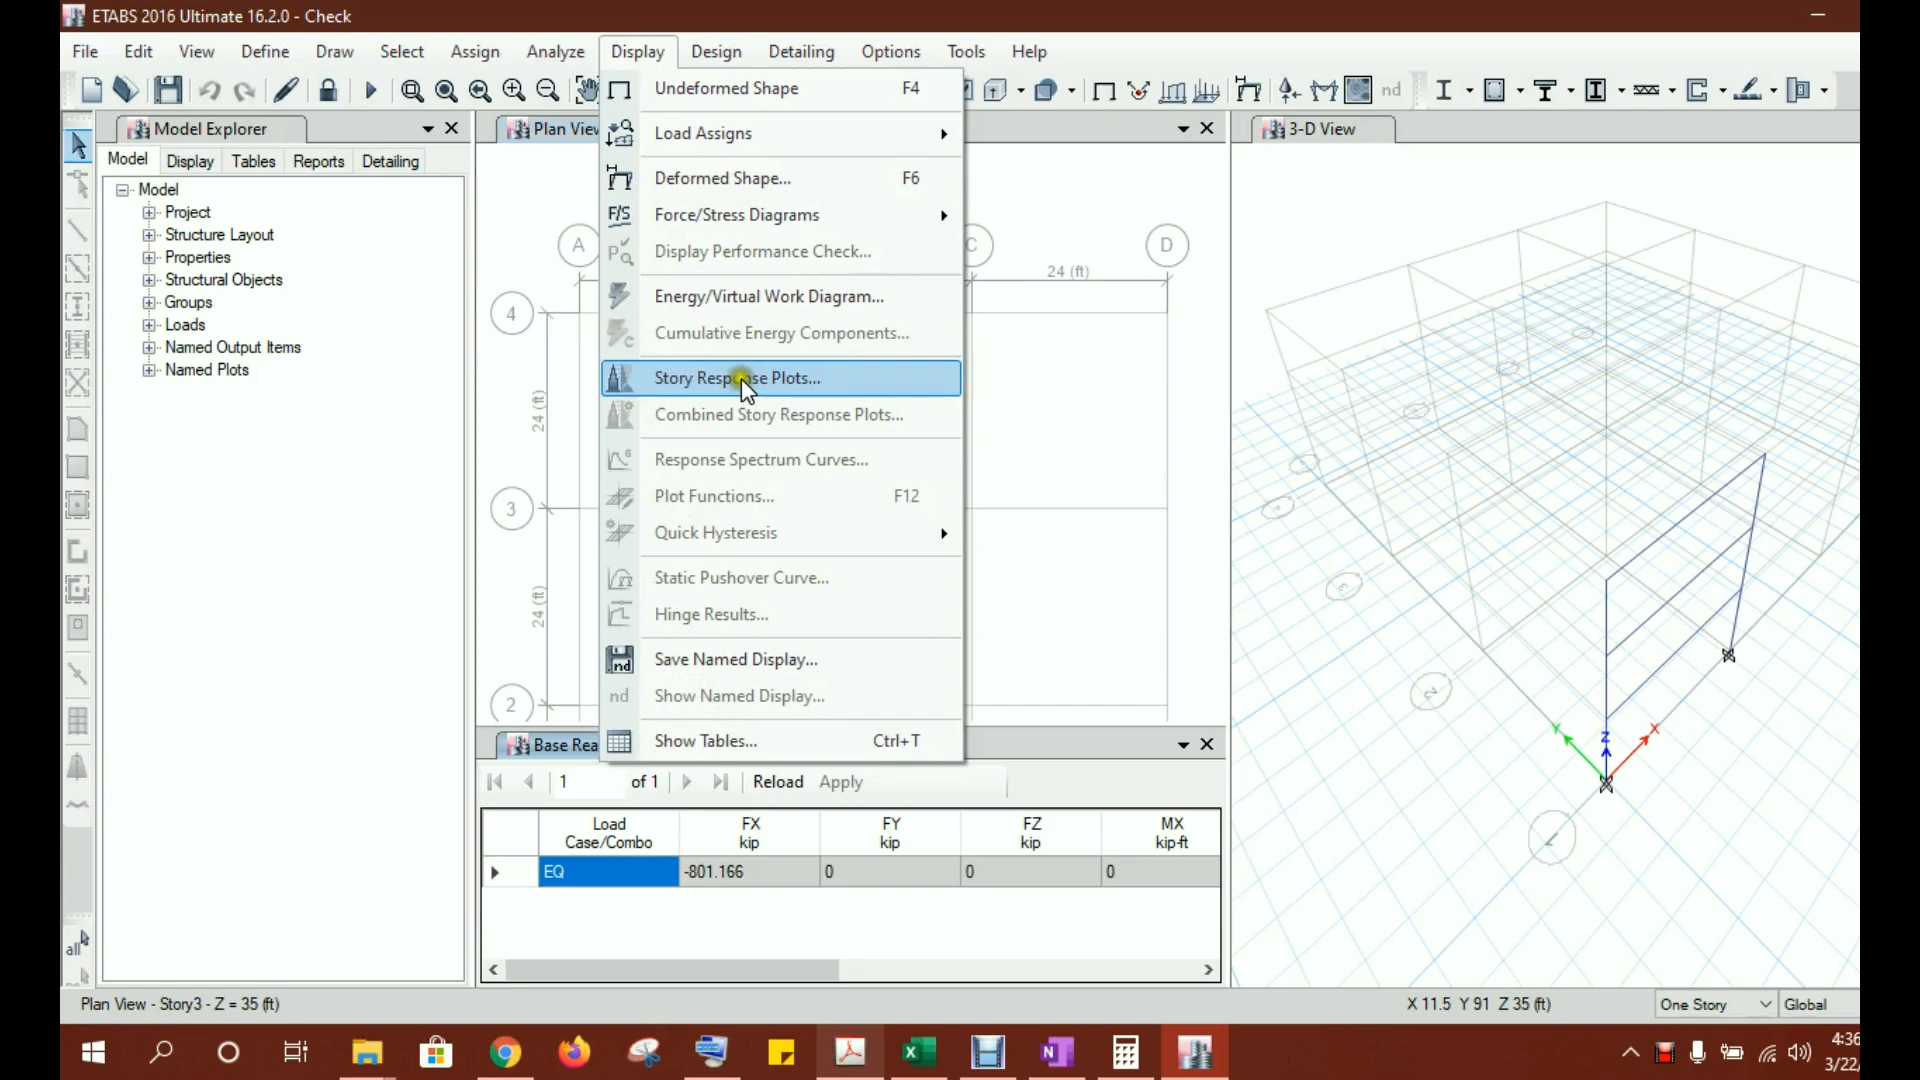 ETABS 2016 Ultimate 16.2.0 - Check
File Edit View Define Draw Select Assign Analyze Display Design Detailing Options Tools Help
nd
Model Explorer
Model Display Tables Reports Detailing
Model
Project
Structure Layout
Properties
Structural Objects
Groups
Loads
Named Output Items
Named Plots
Plan View
A
C
D
24 (ft)
4
24 (ft)
3
24 (ft)
2
Undeformed Shape F4
Load Assigns
Deformed Shape... F6
F/S Force/Stress Diagrams
Display Performance Check...
Energy/Virtual Work Diagram...
Cumulative Energy Components...
Story Response Plots...
Combined Story Response Plots...
Response Spectrum Curves...
Plot Functions... F12
Quick Hysteresis
Static Pushover Curve...
Hinge Results...
nd Save Named Display...
nd Show Named Display...
Show Tables... Ctrl+T
Base Rea
1 of 1 Reload Apply
Load Case/Combo FX kip FY kip FZ kip MX kip-ft
EQ -801.166 0 0 0
3-D View
Y Z X
all
Plan View - Story3 - Z = 35 (ft)
X 11.5 Y 91 Z 35 (ft)
One Story
Global
4:36
3/22